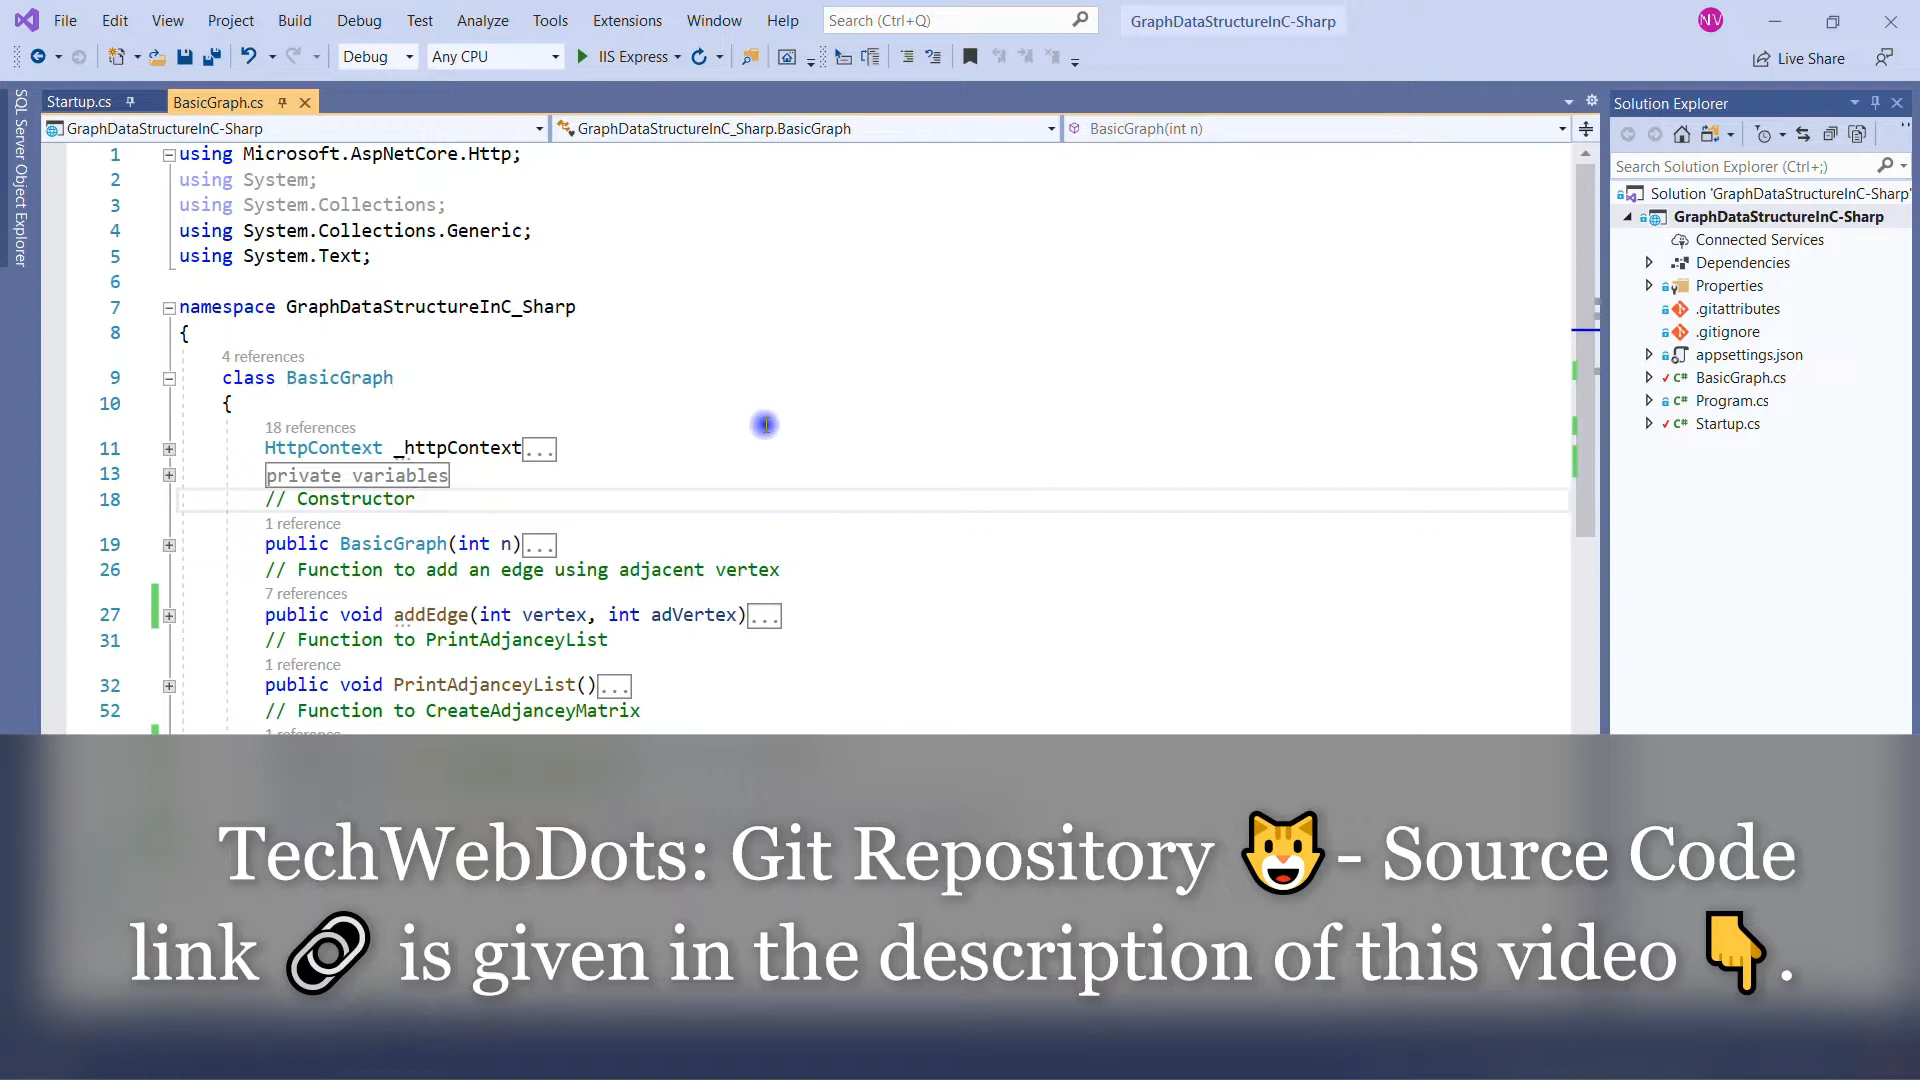 File Edit View Project Build Debug Test Analyze Tools Extensions Window Help Search (Ctrl+Q) GraphDataStructureInC-Sharp NV
Debug Any CPU IIS Express Live Share
SQL Server Object Explorer
Startup.cs BasicGraph.cs
GraphDataStructureInC-Sharp GraphDataStructureInC_Sharp.BasicGraph BasicGraph(int n)
1 using Microsoft.AspNetCore.Http;
2 using System;
3 using System.Collections;
4 using System.Collections.Generic;
5 using System.Text;
6
7 namespace GraphDataStructureInC_Sharp
8 {
4 references
9 class BasicGraph
10 {
18 references
11 HttpContext _httpContext...
13 private variables
18 // Constructor
1 reference
19 public BasicGraph(int n)...
26 // Function to add an edge using adjacent vertex
7 references
27 public void addEdge(int vertex, int adVertex)...
31 // Function to PrintAdjanceyList
1 reference
32 public void PrintAdjanceyList()...
52 // Function to CreateAdjanceyMatrix
Solution Explorer
Search Solution Explorer (Ctrl+;)
Solution 'GraphDataStructureInC-Sharp'
GraphDataStructureInC-Sharp
Connected Services
Dependencies
Properties
.gitattributes
.gitignore
appsettings.json
C# BasicGraph.cs
C# Program.cs
C# Startup.cs
TechWebDots: Git Repository 😺- Source Code
link 🔗 is given in the description of this video 👇.